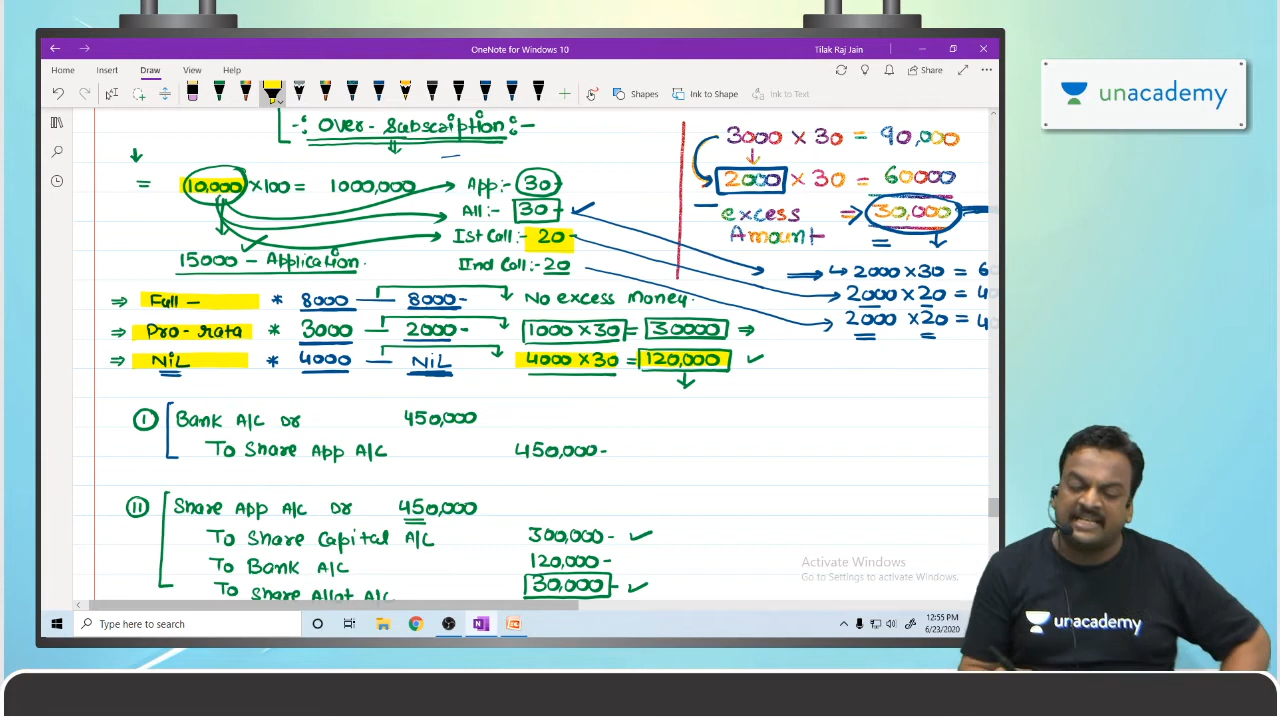 OneNote for Windows 10
Tilak Raj Jain
Home Insert Draw View Help
Share
Shapes
Ink to Shape
Ink to Text
unacademy
-: Over-Subscaiption :-
= 10,000 ×100 = 1000,000
App:- 30-
All:- 30-
Ist Call:- 20-
IInd Call:- 20
15000 - Application.
3000 × 30 = 90,000
2000 × 30 = 60000
excess Amount ⇒ 30,000
→ 2000 × 30 = 6
2000 × 20 = 4
2000 × 20 = 40
⇒ Full - * 8000 - 8000- No excess Money.
⇒ Pro-rata * 3000 - 2000- 1000 × 30 = 30000 ⇒
⇒ NiL * 4000 - NiL 4000 × 30 = 120,000 ✓
I Bank A/C Dr 450,000
To Share App A/C 450,000-
II Share App A/C Dr 450,000
To Share Capital A/C 300,000- ✓
To Bank A/C 120,000-
To Share Allot A/C 30,000- ✓
Activate Windows
Go to Settings to activate Windows.
Type here to search
12:55 PM
6/23/2020
unacademy